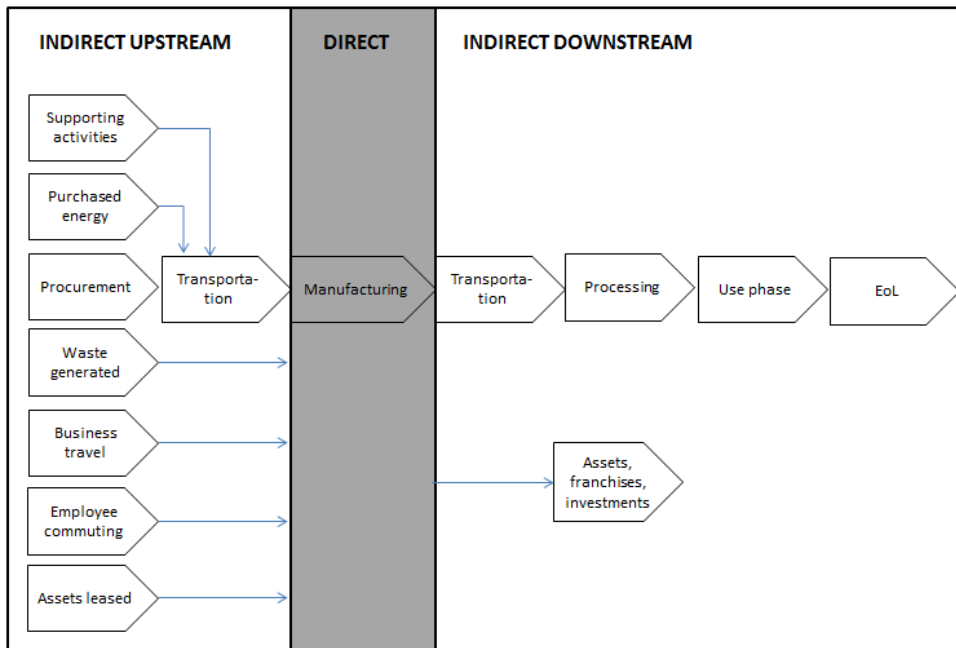 INDIRECT UPSTREAM
DIRECT
INDIRECT DOWNSTREAM
Supporting
activities
Purchased
energy
Procurement
Transporta-
tion
Manufacturing
Transporta-
tion
Processing
Use phase
EoL
Waste
generated
Business
travel
Assets,
franchises,
investments
Employee
commuting
Assets leased